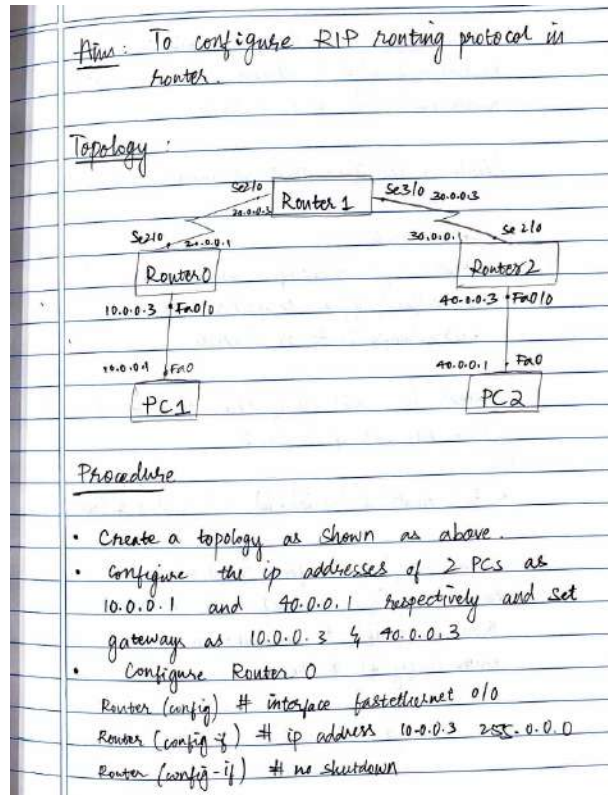 Aim: To configure RIP routing protocol in
router.
Topology :
Se2/0 Router 1 Se3/0 30.0.0.3
20.0.0.3
Se2/0 20.0.0.1 30.0.0.1 Se 2/0
Router 0 Router 2
10.0.0.3 Fa0/0 40.0.0.3 Fa0/0
10.0.0.1 Fa0 40.0.0.1 Fa0
PC1 PC2
Procedure
• Create a topology as shown as above.
• Configure the ip addresses of 2 PCs as
10.0.0.1 and 40.0.0.1 respectively and set
gateways as 10.0.0.3 & 40.0.0.3
• Configure Router 0
Router (config) # interface fastethernet 0/0
Router (config-if) # ip address 10.0.0.3 255.0.0.0
Router (config-if) # no shutdown